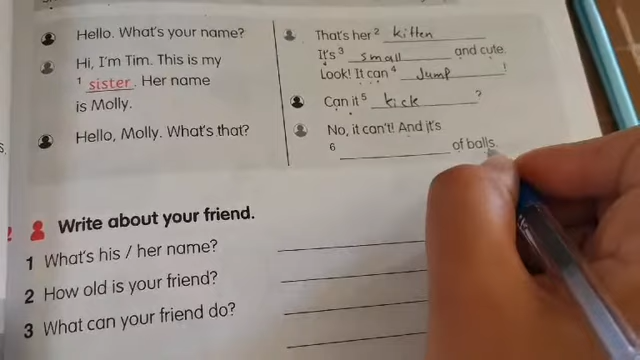 Hello. What's your name?
Hi, I'm Tim. This is my
1 sister. Her name
is Molly.
Hello, Molly. What's that?
That's her 2 kitten
It's 3 small and cute.
Look! It can 4 Jump !
Can it 5 kick ?
No, it can't! And it's
6 of balls.
Write about your friend.
1 What's his / her name?
2 How old is your friend?
3 What can your friend do?